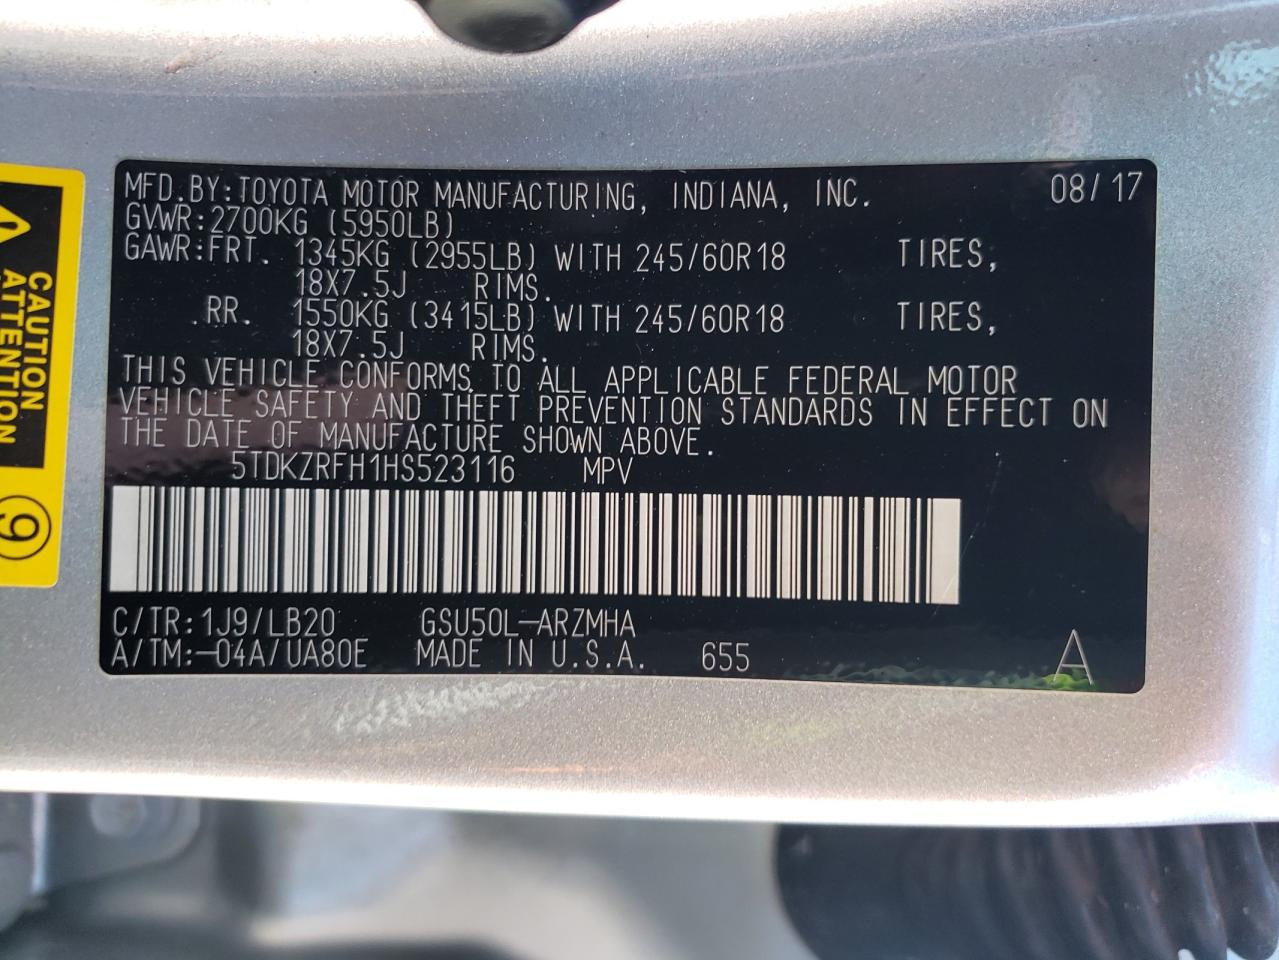 MFD.BY:TOYOTA MOTOR MANUFACTURING, INDIANA, INC. 08/17
GVWR:2700KG (5950LB)
GAWR:FRT. 1345KG (2955LB) WITH 245/60R18 TIRES,
18X7.5J RIMS.
RR. 1550KG (3415LB) WITH 245/60R18 TIRES,
18X7.5J RIMS.
THIS VEHICLE CONFORMS TO ALL APPLICABLE FEDERAL MOTOR
VEHICLE SAFETY AND THEFT PREVENTION STANDARDS IN EFFECT ON
THE DATE OF MANUFACTURE SHOWN ABOVE.
5TDKZRFH1HS523116 MPV
C/TR:1J9/LB20 GSU50L-ARZMHA
A/TM:-04A/UA80E MADE IN U.S.A. 655 A
CAUTION
ATTENTION
9